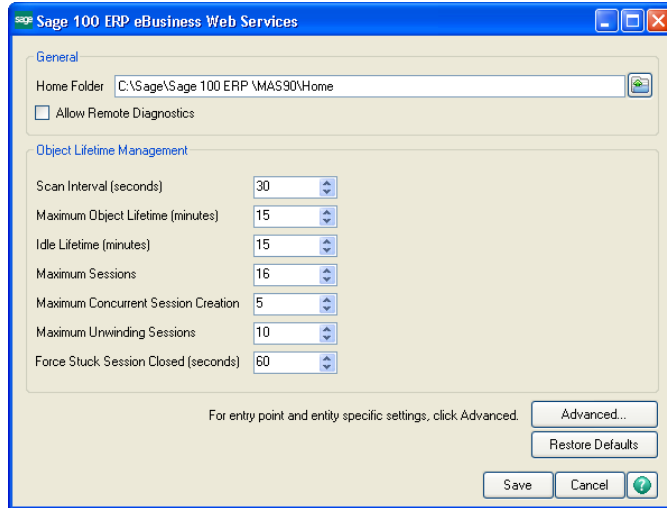 sage Sage 100 ERP eBusiness Web Services
General
Home Folder C:\Sage\Sage 100 ERP \MAS90\Home
Allow Remote Diagnostics
Object Lifetime Management
Scan Interval (seconds) 30
Maximum Object Lifetime (minutes) 15
Idle Lifetime (minutes) 15
Maximum Sessions 16
Maximum Concurrent Session Creation 5
Maximum Unwinding Sessions 10
Force Stuck Session Closed (seconds) 60
For entry point and entity specific settings, click Advanced. Advanced...
Restore Defaults
Save Cancel ?